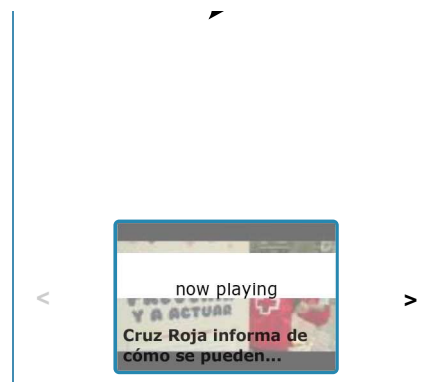 <
now playing
>
Y A ACTUAR
Cruz Roja informa de
cómo se pueden...